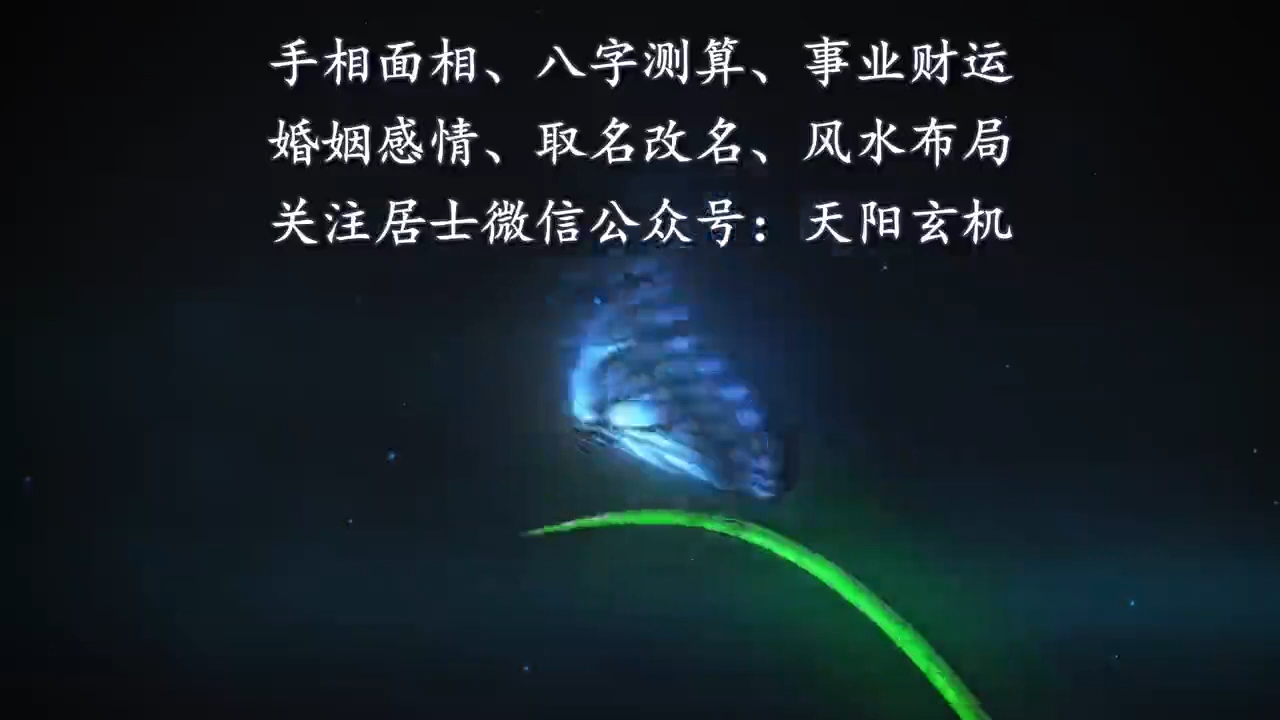 手相面相、八字测算、事业财运
婚姻感情、取名改名、风水布局
关注居士微信公众号：天阳玄机